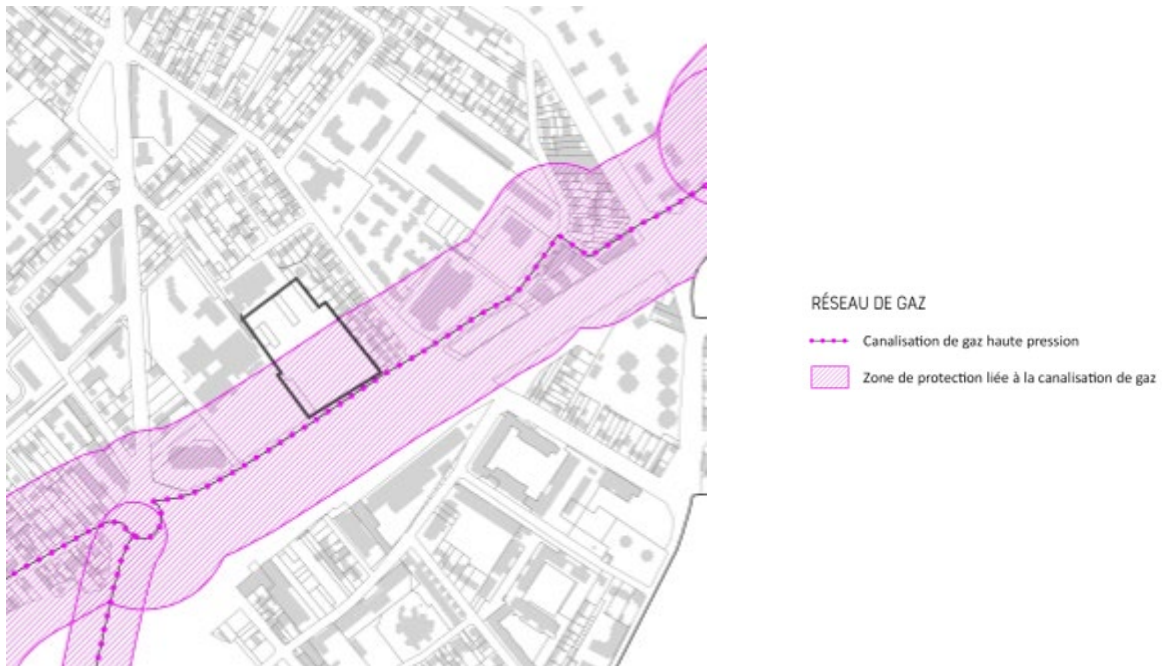 RÉSEAU DE GAZ
Canalisation de gaz haute pression
Zone de protection liée à la canalisation de gaz